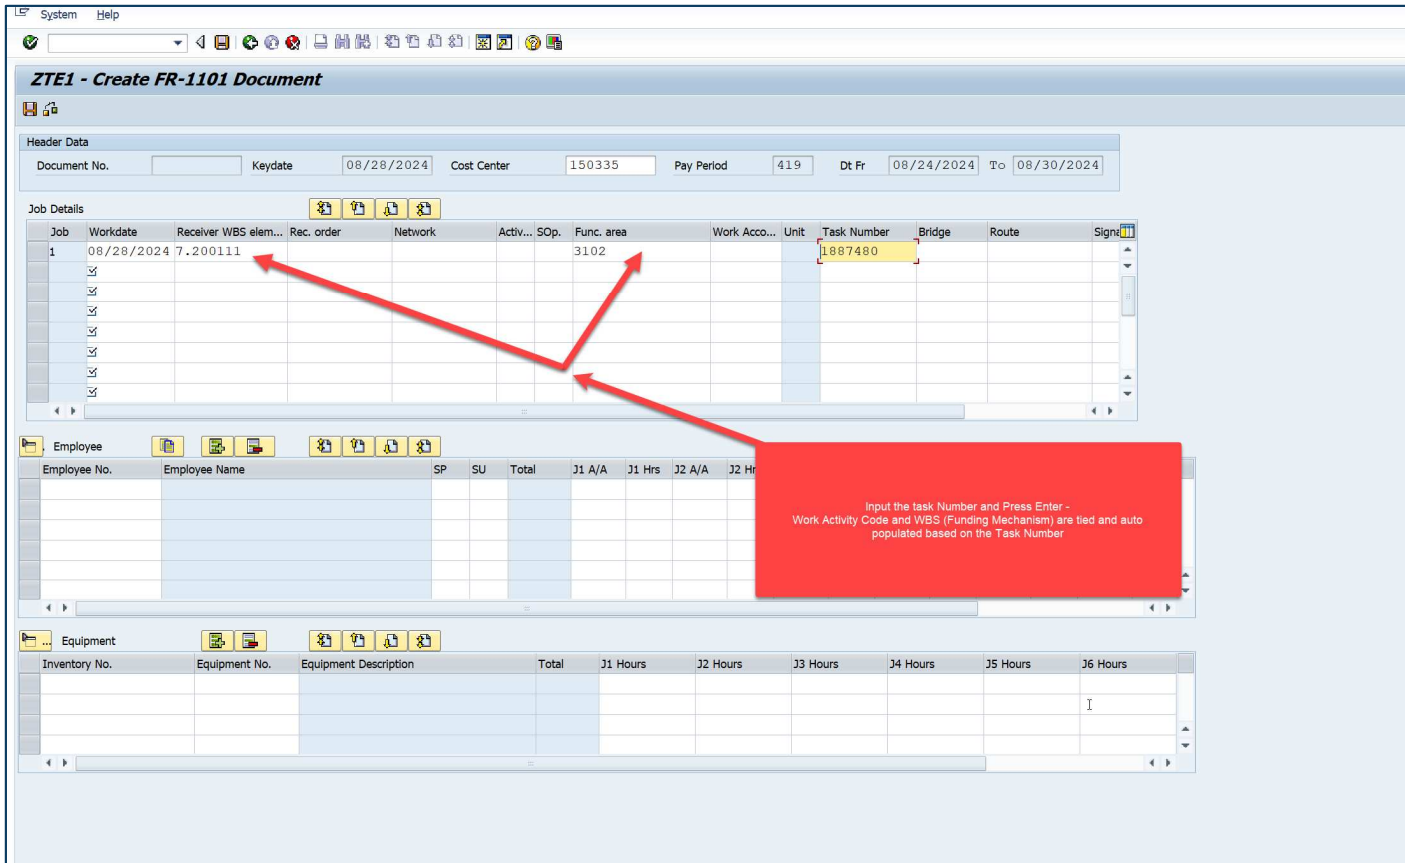 System Help
ZTE1 - Create FR-1101 Document
Header Data
Document No. Keydate 08/28/2024 Cost Center 150335 Pay Period 419 Dt Fr 08/24/2024 To 08/30/2024
Job Details
Job Workdate Receiver WBS elem... Rec. order Network Activ... SOp. Func. area Work Acco... Unit Task Number Bridge Route Signa
1 08/28/2024 7.200111 3102 1887480
. Employee
Employee No. Employee Name SP SU Total J1 A/A J1 Hrs J2 A/A J2 Hr
Input the task Number and Press Enter -
Work Activity Code and WBS (Funding Mechanism) are tied and auto
populated based on the Task Number
... Equipment
Inventory No. Equipment No. Equipment Description Total J1 Hours J2 Hours J3 Hours J4 Hours J5 Hours J6 Hours